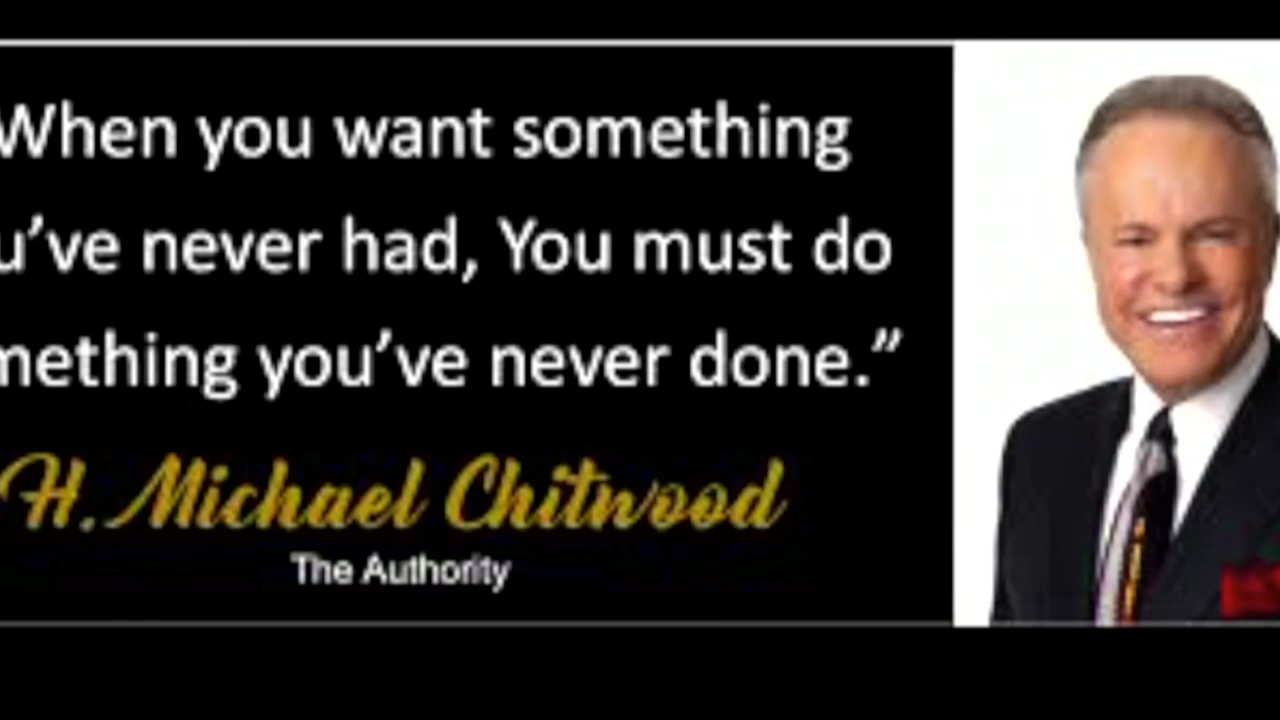 When you want something
u've never had, You must do
mething you've never done.”
H. Michael Chitwood
The Authority